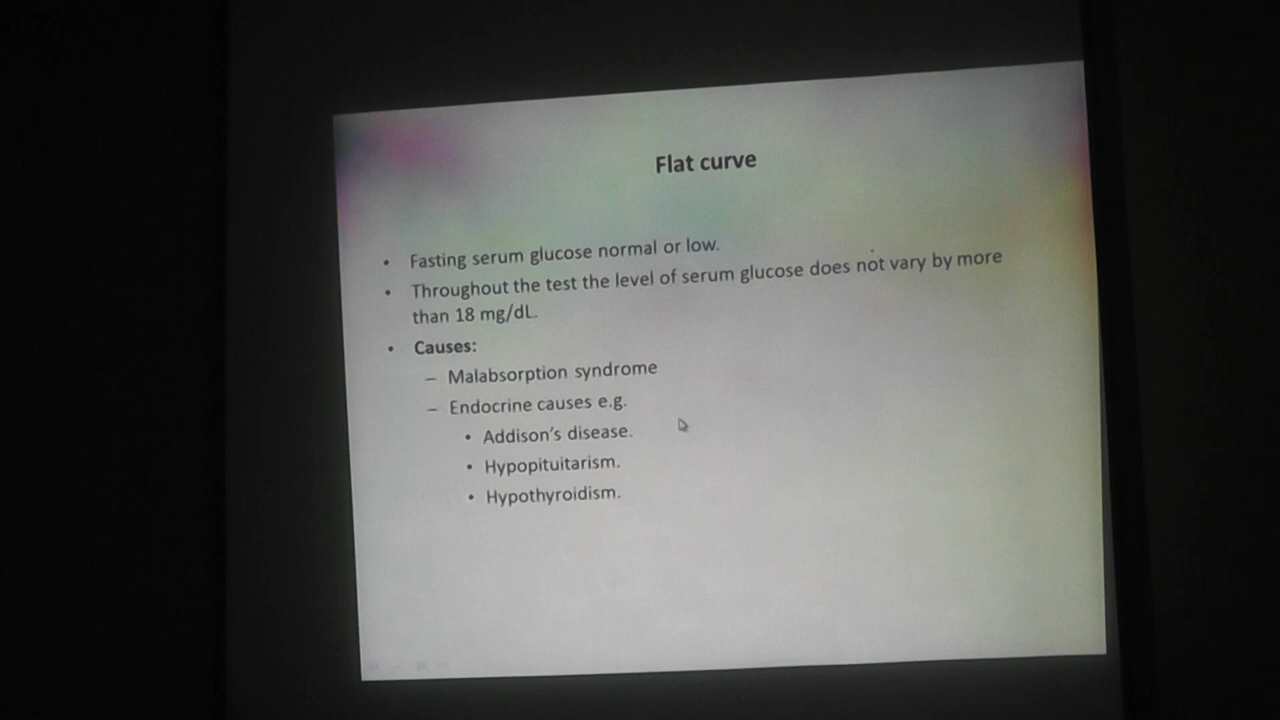 Flat curve
• Fasting serum glucose normal or low.
• Throughout the test the level of serum glucose does not vary by more
than 18 mg/dL.
• Causes:
– Malabsorption syndrome
– Endocrine causes e.g.
• Addison's disease.
• Hypopituitarism.
• Hypothyroidism.